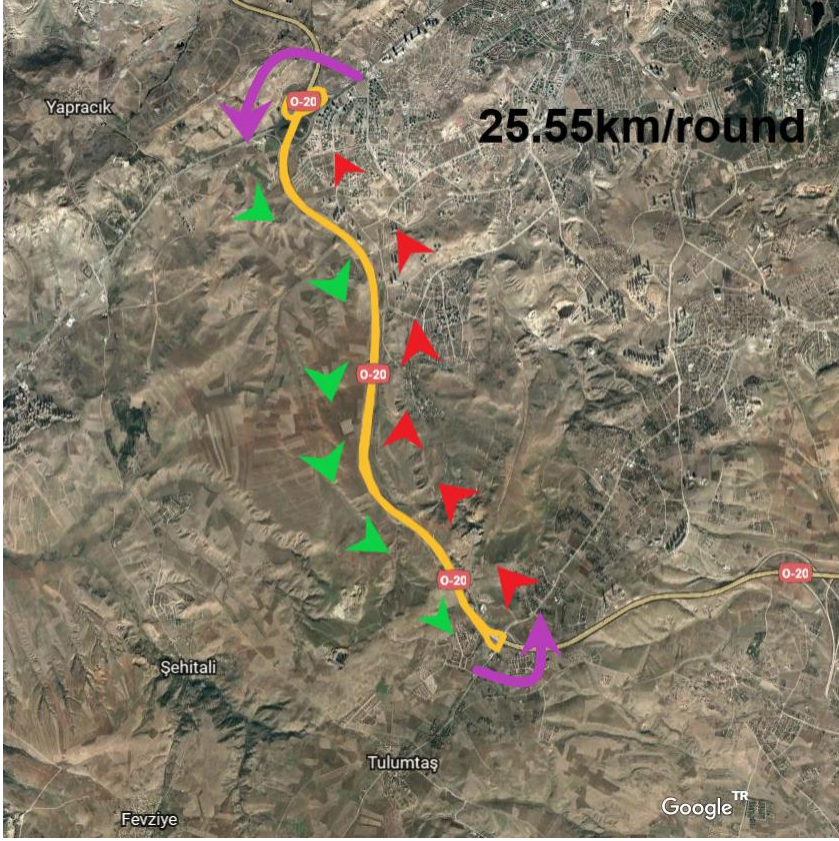 O-20
Yapracık
25.55km/round
O-20
O-20
O-20
Şehitali
Tulumtaş
Google TR
Fevziye